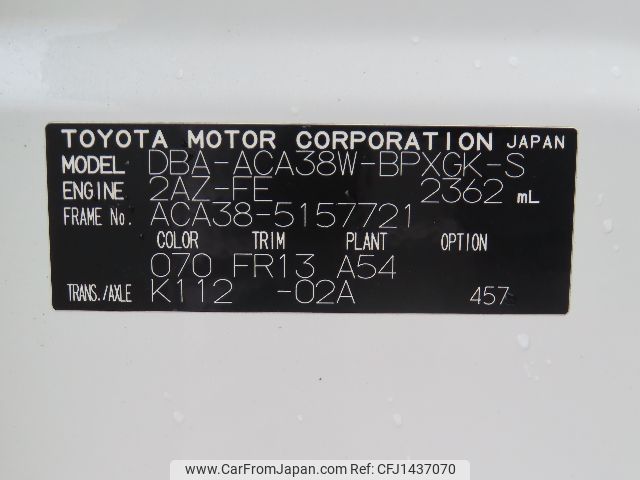 TOYOTA MOTOR CORPORATION JAPAN
MODEL DBA-ACA38W-BPXGK-S
ENGINE 2AZ-FE 2362 mL
FRAME No. ACA38-5157721
COLOR TRIM PLANT OPTION
070 FR13 A54
TRANS./AXLE K112 -02A 457
www.CarFromJapan.com | CFJ1437070